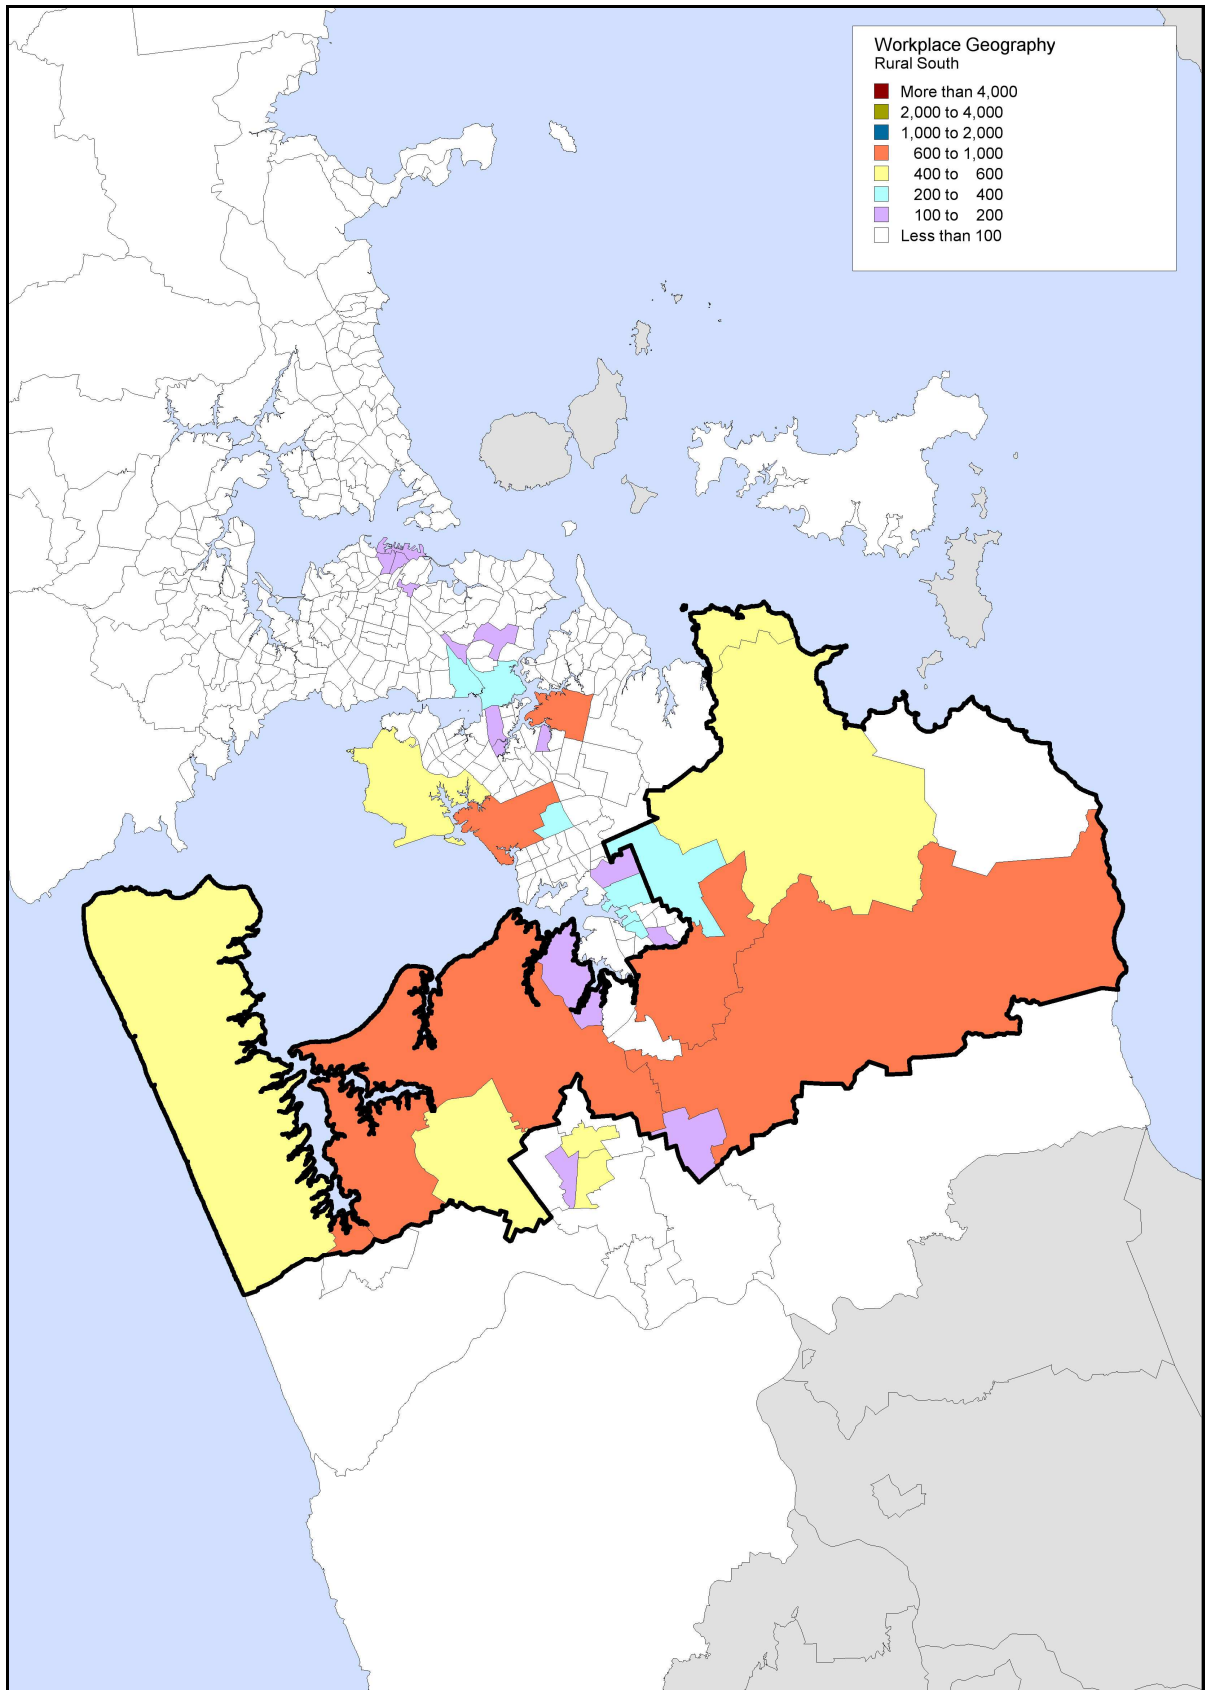 Workplace Geography
Rural South
More than 4,000
2,000 to 4,000
1,000 to 2,000
600 to 1,000
400 to 600
200 to 400
100 to 200
Less than 100